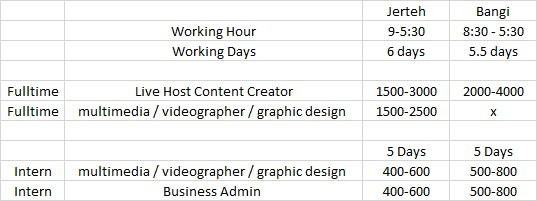 Jerteh Bangi
Working Hour 9-5:30 8:30 - 5:30
Working Days 6 days 5.5 days
Fulltime Live Host Content Creator 1500-3000 2000-4000
Fulltime multimedia / videographer / graphic design 1500-2500 x
5 Days 5 Days
Intern multimedia / videographer / graphic design 400-600 500-800
Intern Business Admin 400-600 500-800